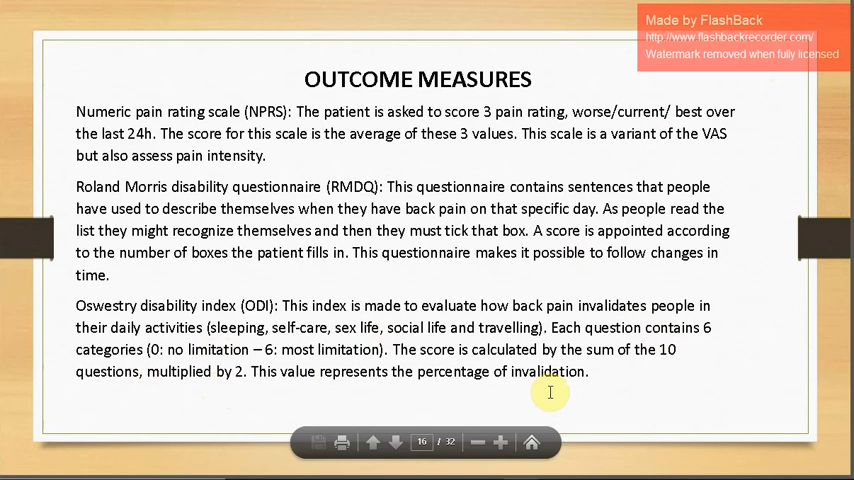 Made by FlashBack
http://www.flashbackrecorder.com/
Watermark removed when fully licensed
OUTCOME MEASURES
Numeric pain rating scale (NPRS): The patient is asked to score 3 pain rating, worse/current/ best over
the last 24h. The score for this scale is the average of these 3 values. This scale is a variant of the VAS
but also assess pain intensity.
Roland Morris disability questionnaire (RMDQ): This questionnaire contains sentences that people
have used to describe themselves when they have back pain on that specific day. As people read the
list they might recognize themselves and then they must tick that box. A score is appointed according
to the number of boxes the patient fills in. This questionnaire makes it possible to follow changes in
time.
Oswestry disability index (ODI): This index is made to evaluate how back pain invalidates people in
their daily activities (sleeping, self-care, sex life, social life and travelling). Each question contains 6
categories (0: no limitation – 6: most limitation). The score is calculated by the sum of the 10
questions, multiplied by 2. This value represents the percentage of invalidation.
16 / 32